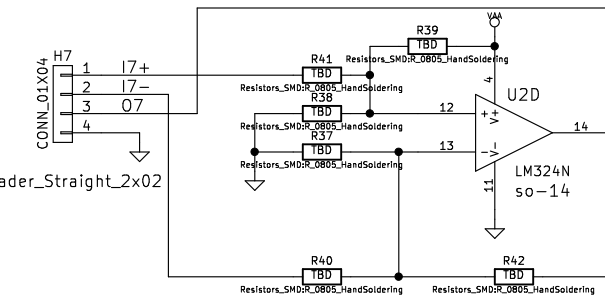 VAA
R39
TBD
Resistors_SMD:R_0805_HandSoldering
H7
CONN_01X04
1 I7+
2 I7-
3 O7
4
R41
TBD
Resistors_SMD:R_0805_HandSoldering
R38
TBD
Resistors_SMD:R_0805_HandSoldering
R37
TBD
Resistors_SMD:R_0805_HandSoldering
4
U2D
12
+
V+
14
13
-
V-
11
LM324N
so-14
ader_Straight_2x02
R40
TBD
Resistors_SMD:R_0805_HandSoldering
R42
TBD
Resistors_SMD:R_0805_HandSoldering